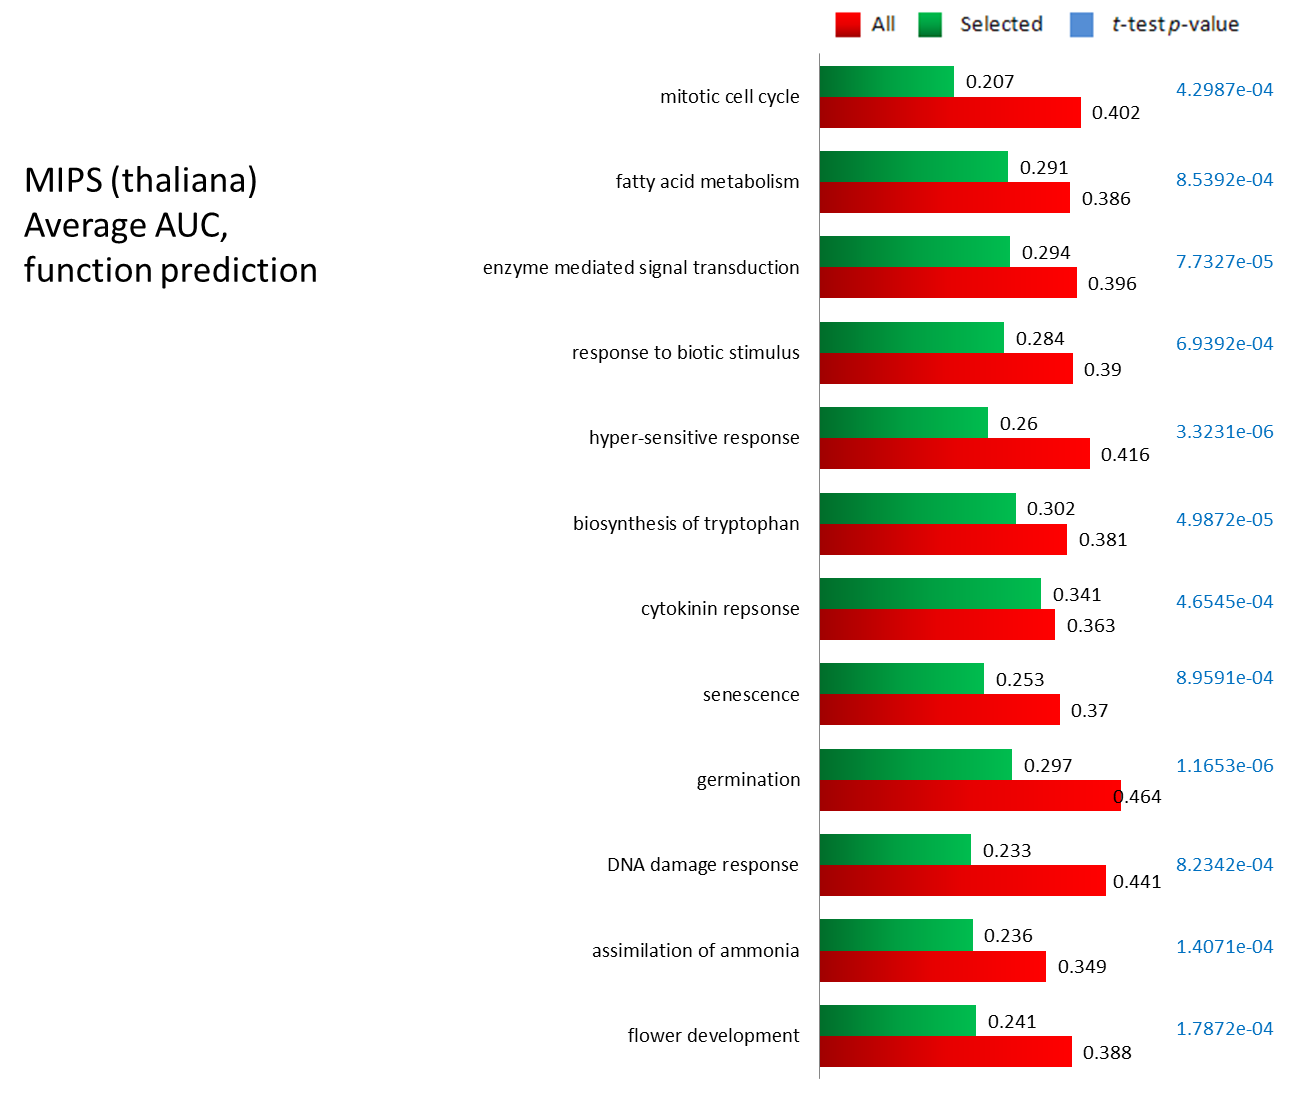 All Selected t-test p-value
MIPS (thaliana)
Average AUC,
function prediction
mitotic cell cycle 0.207 0.402 4.2987e-04
fatty acid metabolism 0.291 0.386 8.5392e-04
enzyme mediated signal transduction 0.294 0.396 7.7327e-05
response to biotic stimulus 0.284 0.39 6.9392e-04
hyper-sensitive response 0.26 0.416 3.3231e-06
biosynthesis of tryptophan 0.302 0.381 4.9872e-05
cytokinin repsonse 0.341 0.363 4.6545e-04
senescence 0.253 0.37 8.9591e-04
germination 0.297 0.464 1.1653e-06
DNA damage response 0.233 0.441 8.2342e-04
assimilation of ammonia 0.236 0.349 1.4071e-04
flower development 0.241 0.388 1.7872e-04